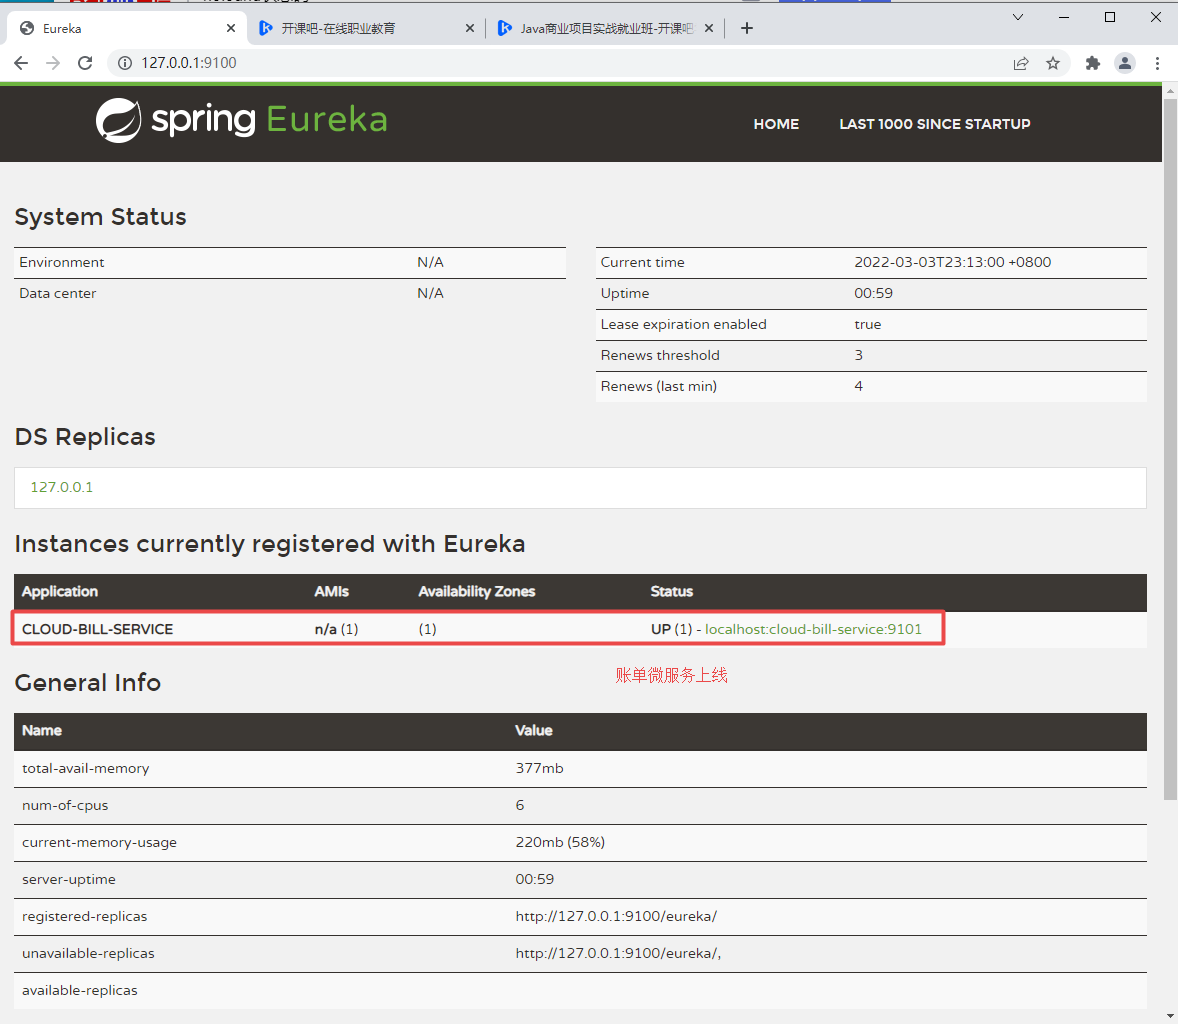 Eureka
开课吧-在线职业教育
Java商业项目实战就业班-开课吧
127.0.0.1:9100
spring Eureka
HOME LAST 1000 SINCE STARTUP
System Status
Environment N/A
Data center N/A
Current time 2022-03-03T23:13:00 +0800
Uptime 00:59
Lease expiration enabled true
Renews threshold 3
Renews (last min) 4
DS Replicas
127.0.0.1
Instances currently registered with Eureka
Application AMIs Availability Zones Status
CLOUD-BILL-SERVICE n/a (1) (1) UP (1) - localhost:cloud-bill-service:9101
账单微服务上线
General Info
Name Value
total-avail-memory 377mb
num-of-cpus 6
current-memory-usage 220mb (58%)
server-uptime 00:59
registered-replicas http://127.0.0.1:9100/eureka/
unavailable-replicas http://127.0.0.1:9100/eureka/,
available-replicas